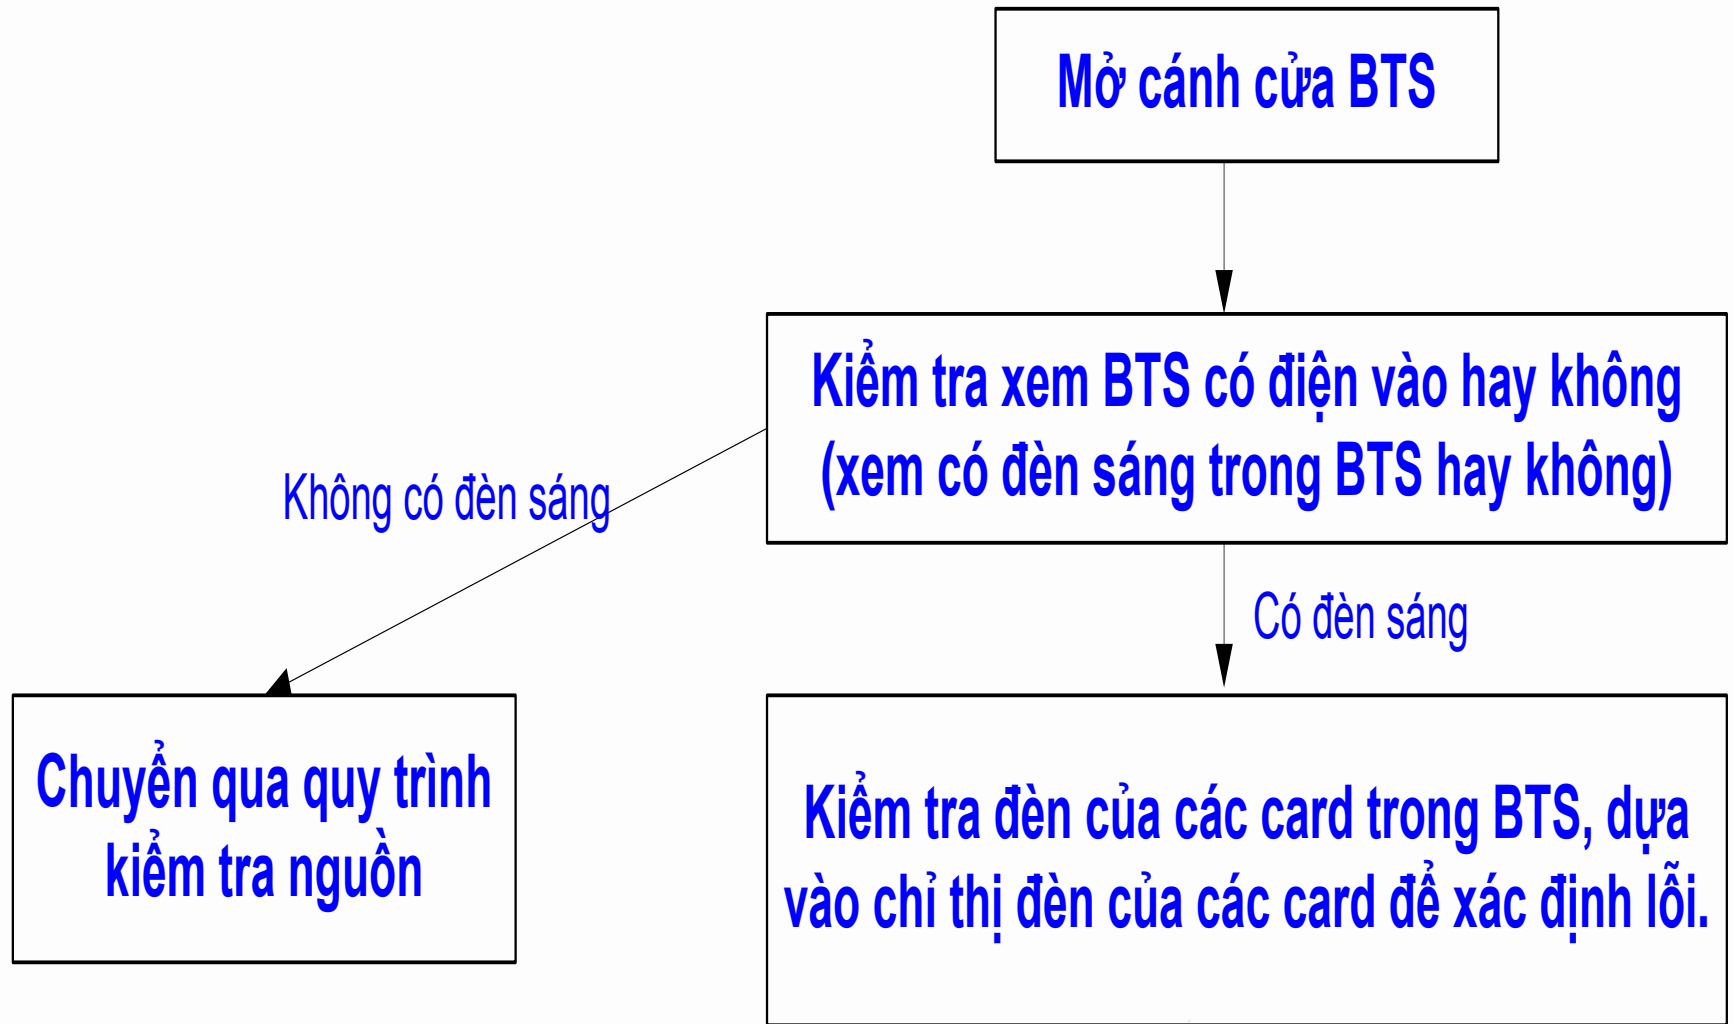 Mở cánh cửa BTS
Kiểm tra xem BTS có điện vào hay không
(xem có đèn sáng trong BTS hay không)
Không có đèn sáng
Có đèn sáng
Chuyển qua quy trình
kiểm tra nguồn
Kiểm tra đèn của các card trong BTS, dựa
vào chỉ thị đèn của các card để xác định lỗi.